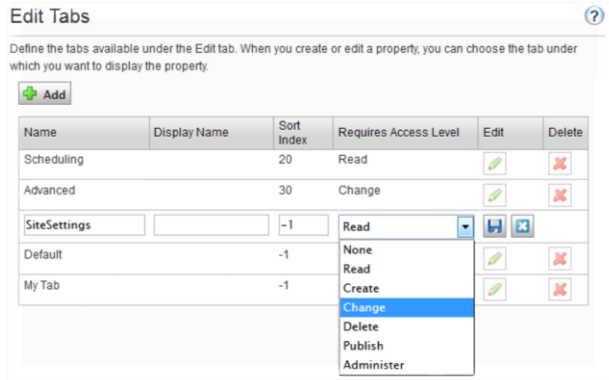 Edit Tabs
Define the tabs available under the Edit tab. When you create or edit a property, you can choose the tab under
which you want to display the property.
Add
Name Display Name Sort Index Requires Access Level Edit Delete
Scheduling 20 Read
Advanced 30 Change
SiteSettings -1 Read
None
Default -1
Read
My Tab -1
Create
Change
Delete
Publish
Administer